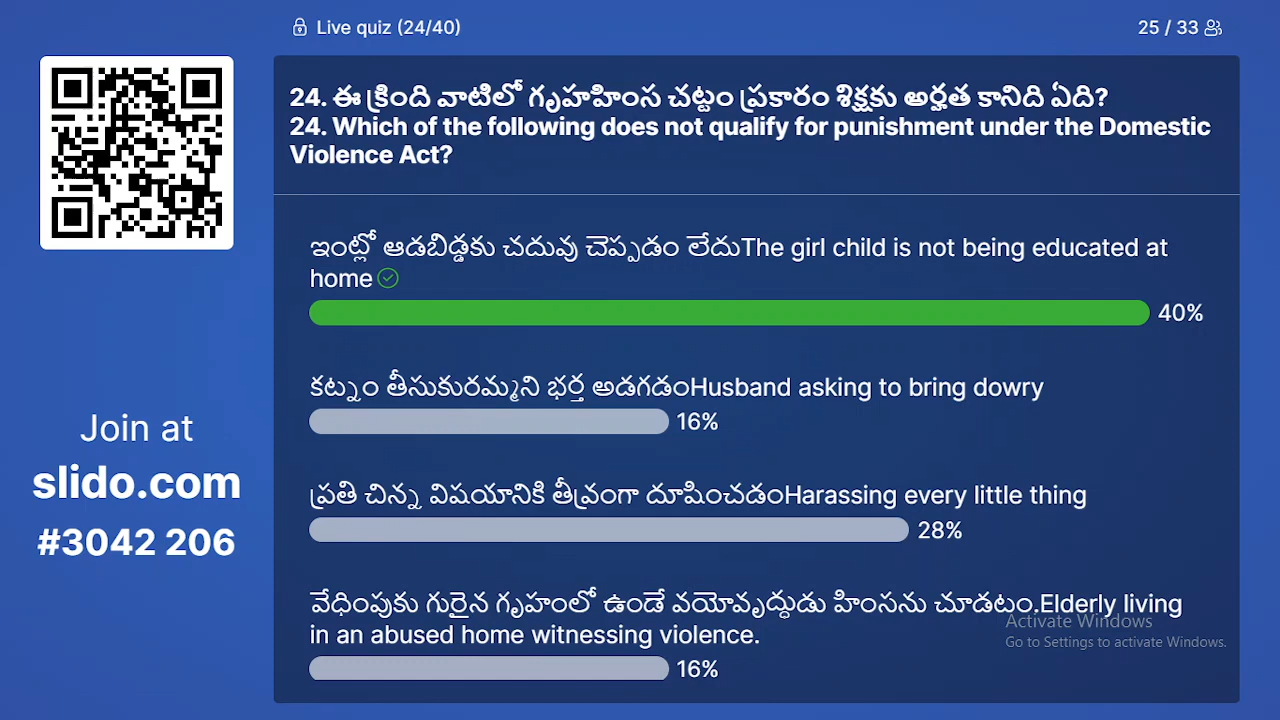 Live quiz (24/40)
25 / 33
24. ఈ క్రింది వాటిలో గృహహింస చట్టం ప్రకారం శిక్షకు అర్హత కానిది ఏది?
24. Which of the following does not qualify for punishment under the Domestic
Violence Act?
ఇంట్లో ఆడబిడ్డకు చదువు చెప్పడం లేదుThe girl child is not being educated at
home
40%
కట్నం తీసుకురమ్మని భర్త అడగడంHusband asking to bring dowry
16%
ప్రతి చిన్న విషయానికి తీవ్రంగా దూషించడంHarassing every little thing
28%
వేధింపుకు గురైన గృహంలో ఉండే వయోవృద్ధుడు హింసను చూడటం.Elderly living
in an abused home witnessing violence.
16%
Join at
slido.com
#3042 206
Activate Windows
Go to Settings to activate Windows.